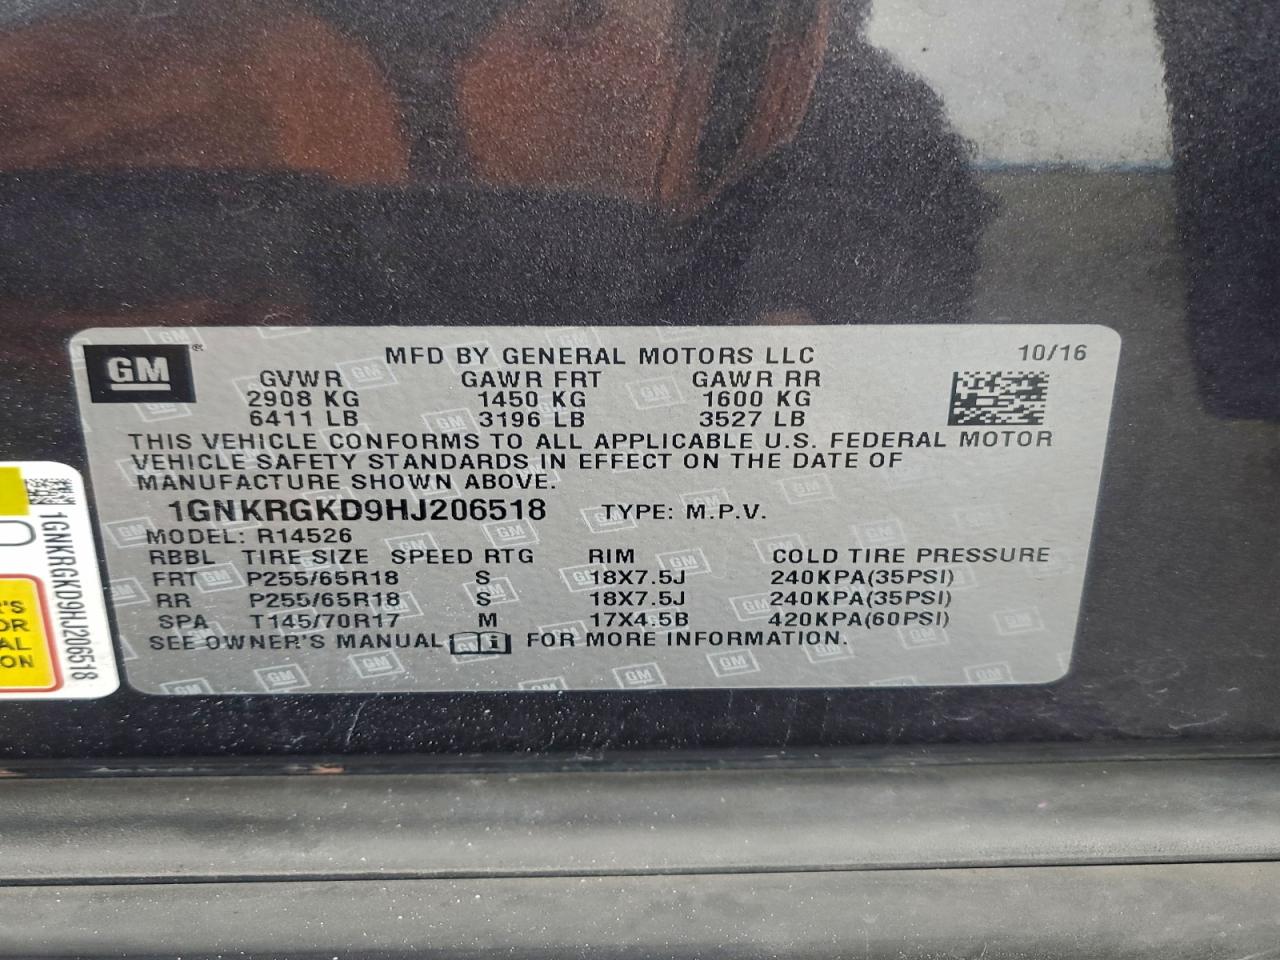 GM®
MFD BY GENERAL MOTORS LLC 10/16
GVWR GAWR FRT GAWR RR
2908 KG 1450 KG 1600 KG
6411 LB 3196 LB 3527 LB
THIS VEHICLE CONFORMS TO ALL APPLICABLE U.S. FEDERAL MOTOR
VEHICLE SAFETY STANDARDS IN EFFECT ON THE DATE OF
MANUFACTURE SHOWN ABOVE.
1GNKRGKD9HJ206518 TYPE: M.P.V.
MODEL: R14526
RBBL TIRE SIZE SPEED RTG RIM COLD TIRE PRESSURE
FRT P255/65R18 S 18X7.5J 240KPA(35PSI)
RR P255/65R18 S 18X7.5J 240KPA(35PSI)
SPA T145/70R17 M 17X4.5B 420KPA(60PSI)
SEE OWNER'S MANUAL i FOR MORE INFORMATION.
1GNKRGKD9HJ206518
R'S
OR
AL
ON